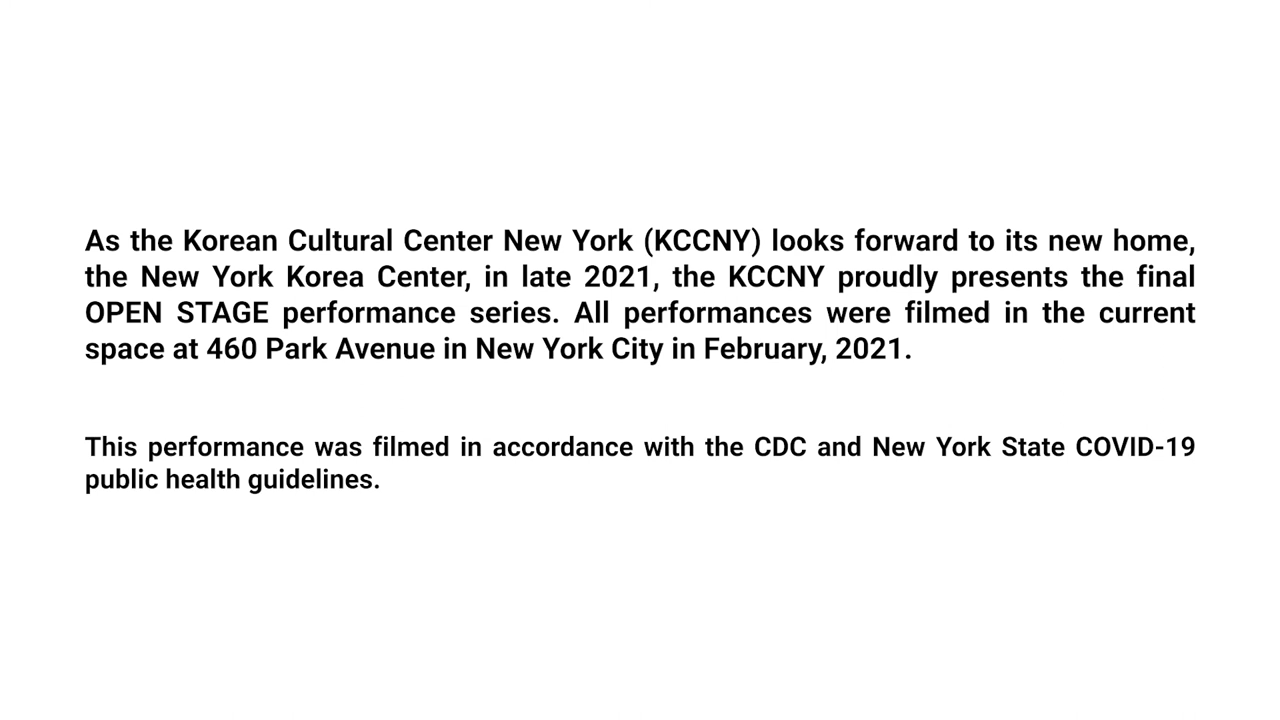 As the Korean Cultural Center New York (KCCNY) looks forward to its new home,
the New York Korea Center, in late 2021, the KCCNY proudly presents the final
OPEN STAGE performance series. All performances were filmed in the current
space at 460 Park Avenue in New York City in February, 2021.
This performance was filmed in accordance with the CDC and New York State COVID-19
public health guidelines.